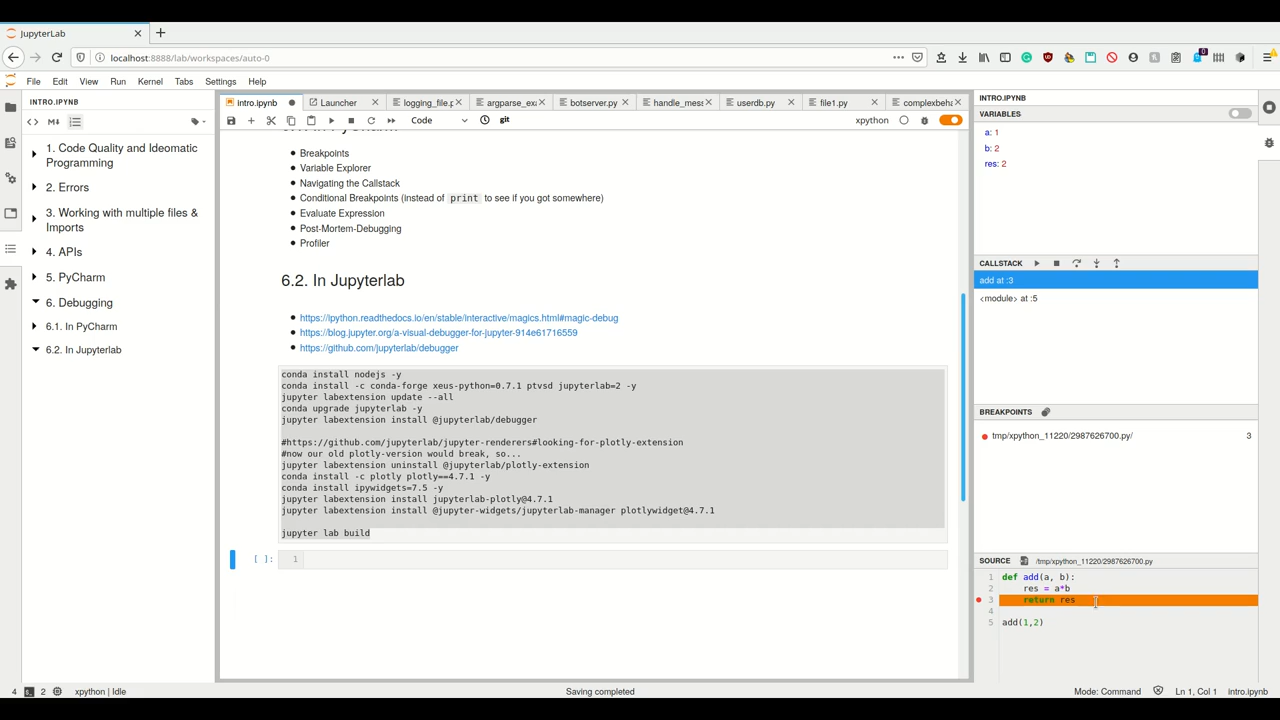 JupyterLab
localhost:8888/lab/workspaces/auto-0
0
File Edit View Run Kernel Tabs Settings Help
INTRO.IPYNB
1. Code Quality and Ideomatic
Programming
2. Errors
3. Working with multiple files &
Imports
4. APIs
5. PyCharm
6. Debugging
6.1. In PyCharm
6.2. In Jupyterlab
intro.ipynb Launcher logging_file.p argparse_exa botserver.py handle_mess userdb.py file1.py complexbeha
Code git xpython
Breakpoints
Variable Explorer
Navigating the Callstack
Conditional Breakpoints (instead of print to see if you got somewhere)
Evaluate Expression
Post-Mortem-Debugging
Profiler
6.2. In Jupyterlab
https://ipython.readthedocs.io/en/stable/interactive/magics.html#magic-debug
https://blog.jupyter.org/a-visual-debugger-for-jupyter-914e61716559
https://github.com/jupyterlab/debugger
conda install nodejs -y
conda install -c conda-forge xeus-python=0.7.1 ptvsd jupyterlab=2 -y
jupyter labextension update --all
conda upgrade jupyterlab -y
jupyter labextension install @jupyterlab/debugger
#https://github.com/jupyterlab/jupyter-renderers#looking-for-plotly-extension
#now our old plotly-version would break, so...
jupyter labextension uninstall @jupyterlab/plotly-extension
conda install -c plotly plotly==4.7.1 -y
conda install ipywidgets=7.5 -y
jupyter labextension install jupyterlab-plotly@4.7.1
jupyter labextension install @jupyter-widgets/jupyterlab-manager plotlywidget@4.7.1
jupyter lab build
[ ]: 1
INTRO.IPYNB
VARIABLES
a: 1
b: 2
res: 2
CALLSTACK
add at :3
<module> at :5
BREAKPOINTS
tmp/xpython_11220/2987626700.py/ 3
SOURCE /tmp/xpython_11220/2987626700.py
1 def add(a, b):
2 res = a*b
3 return res
4
5 add(1,2)
4 2 xpython | Idle Saving completed Mode: Command Ln 1, Col 1 intro.ipynb